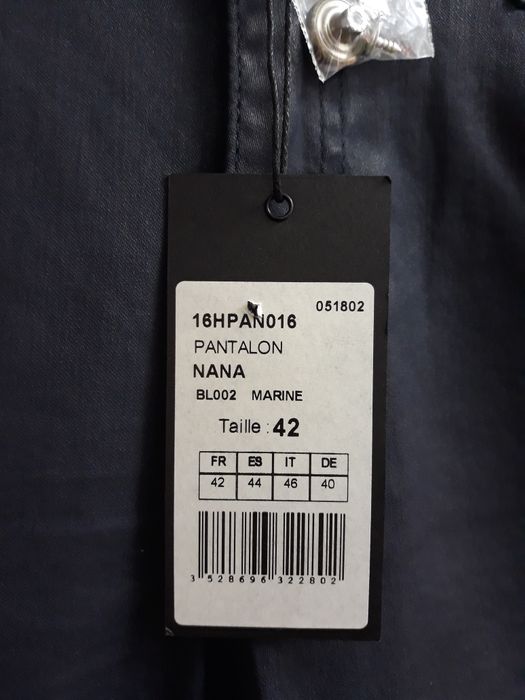 051802
16HPAN016
PANTALON
NANA
BL002 MARINE
Taille : 42
FR ES IT DE
42 44 46 40
3 528696 322802